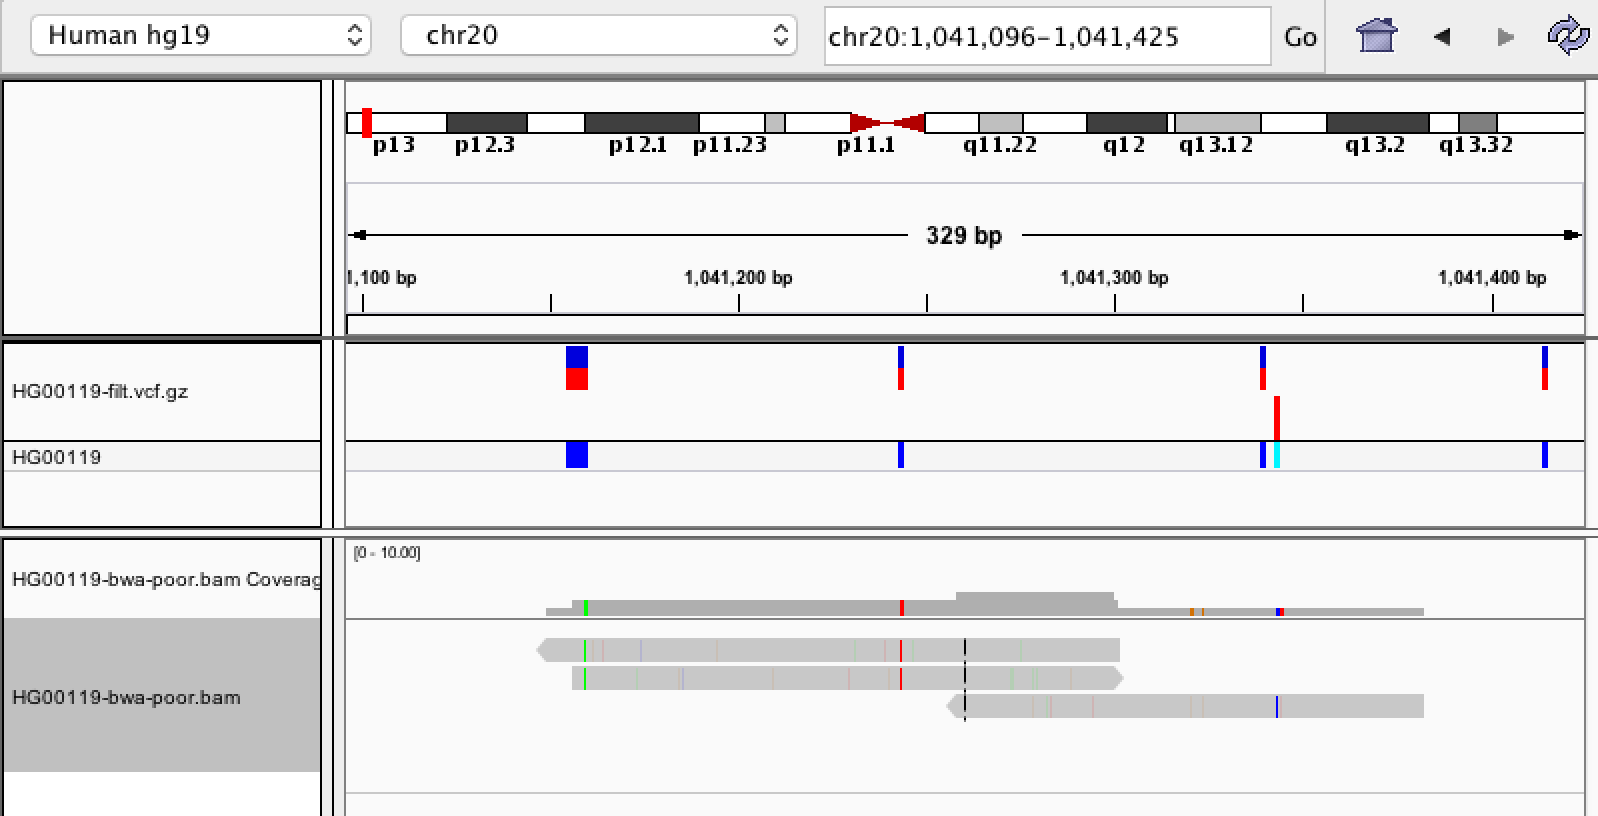 Human hg19 chr20 chr20:1,041,096-1,041,425 Go
p13 p12.3 p12.1 p11.23 p11.1 q11.22 q12 q13.12 q13.2 q13.32
329 bp
1,100 bp 1,041,200 bp 1,041,300 bp 1,041,400 bp
HG00119-filt.vcf.gz
HG00119
[0 - 10.00]
HG00119-bwa-poor.bam Coverag
HG00119-bwa-poor.bam